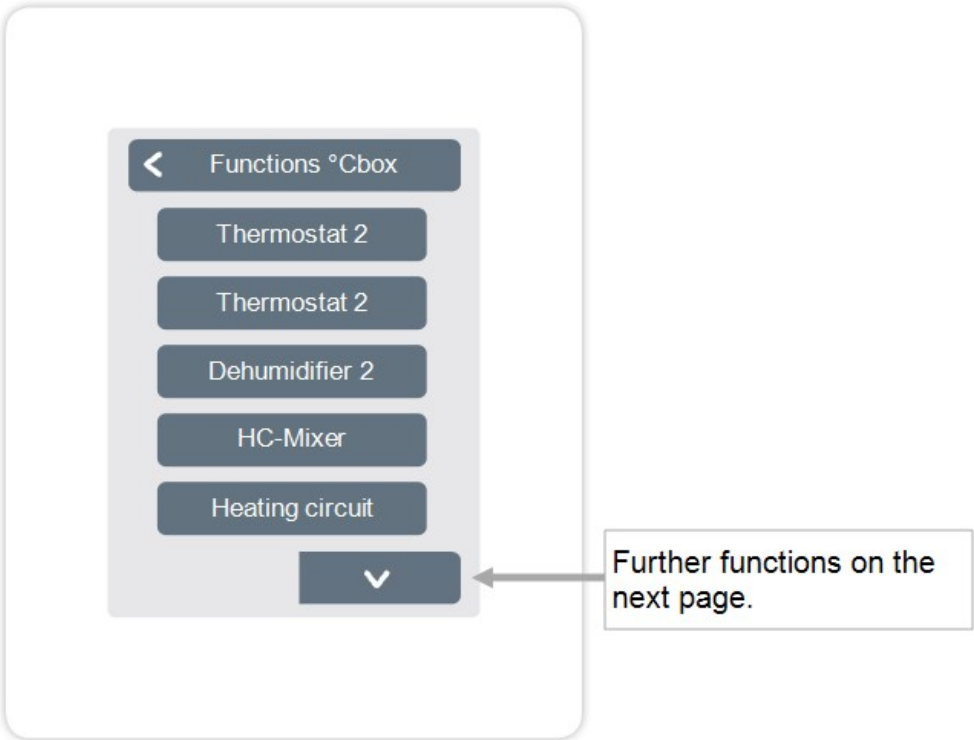 Functions °Cbox
Thermostat 2
Thermostat 2
Dehumidifier 2
HC-Mixer
Heating circuit
Further functions on the
next page.